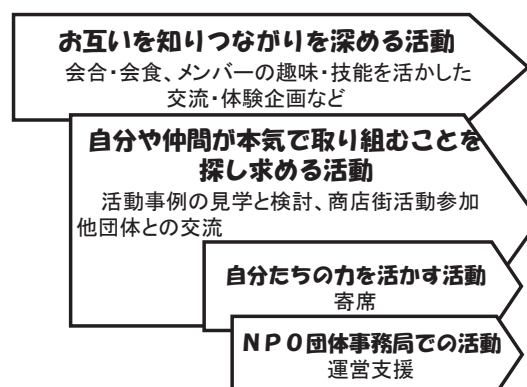 お互いを知りつながりを深める活動
会合・会食、メンバーの趣味・技能を活かした
交流・体験企画など
自分や仲間が本気で取り組むことを
探し求める活動
活動事例の見学と検討、商店街活動参加
他団体との交流
自分たちの力を活かす活動
寄席
ＮＰＯ団体事務局での活動
運営支援